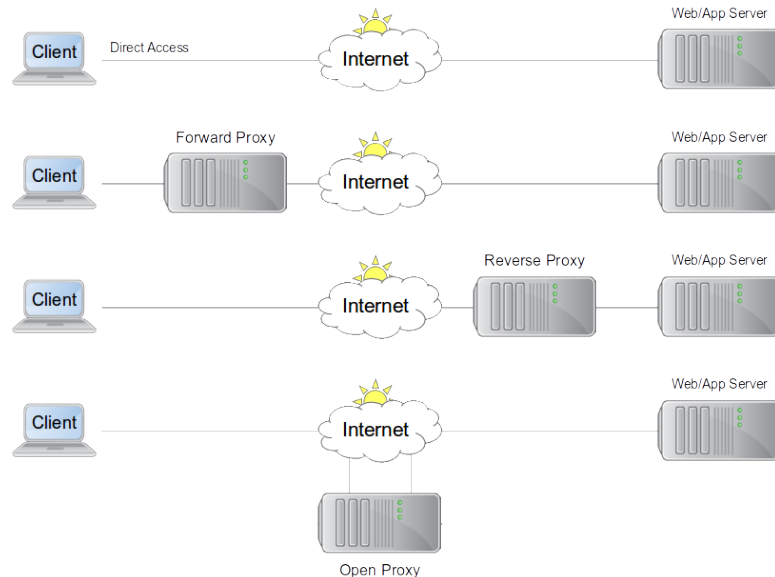 Web/App Server
Client
Direct Access
Internet
Forward Proxy
Web/App Server
Client
Internet
Reverse Proxy
Web/App Server
Client
Internet
Web/App Server
Client
Internet
Open Proxy